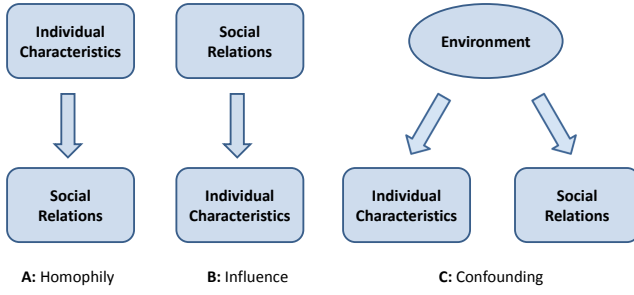 Individual
Characteristics
Social
Relations
A: Homophily
Social
Relations
Individual
Characteristics
B: Influence
Environment
Individual
Characteristics
Social
Relations
C: Confounding